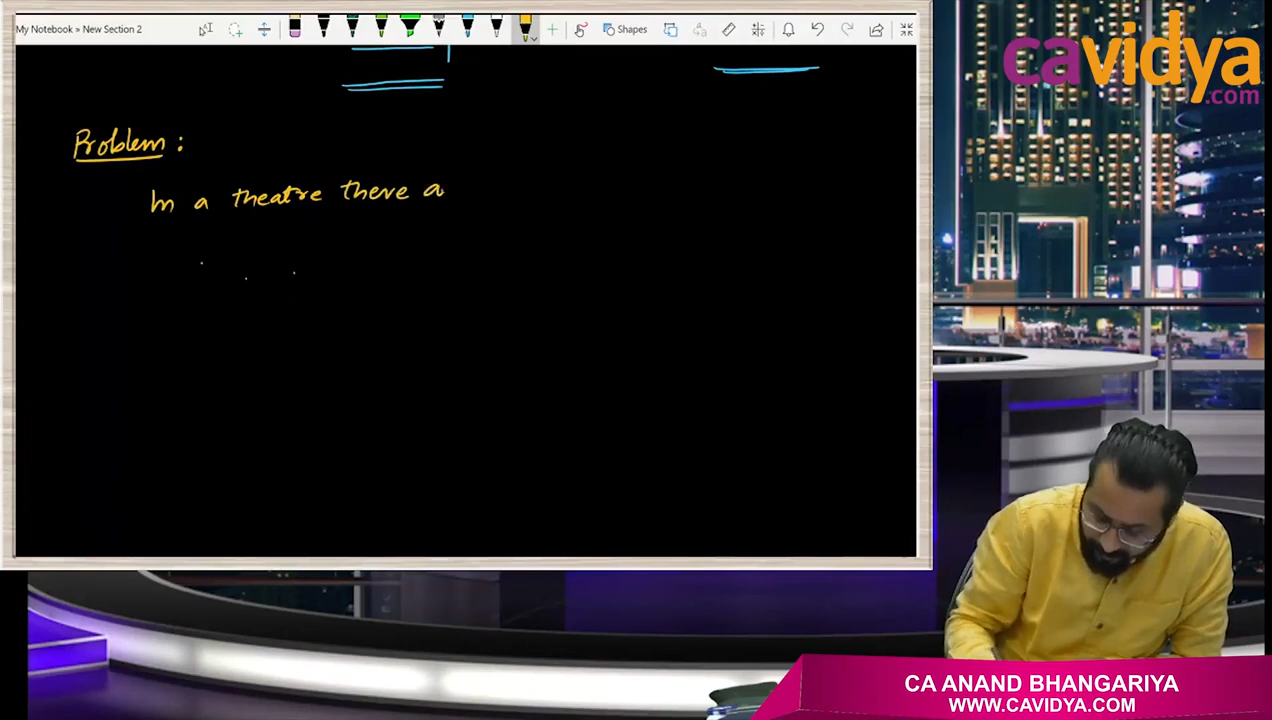 My Notebook » New Section 2
Shapes
cavidya
.com
Problem :
In a theatre there a
CA ANAND BHANGARIYA
WWW.CAVIDYA.COM